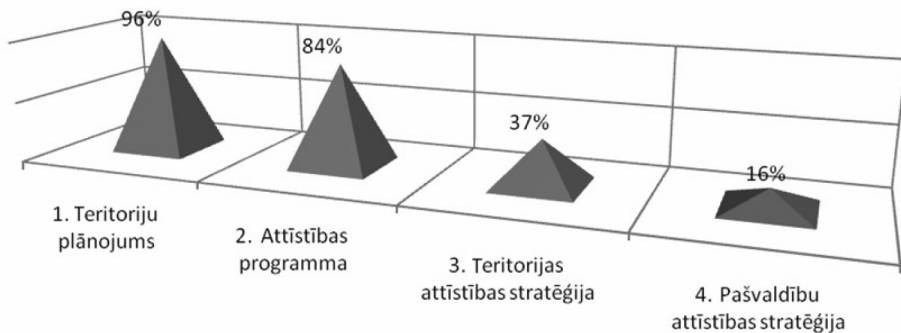 96%
84%
37%
16%
1. Teritoriju
plānojums
2. Attīstības
programma
3. Teritorijas
attīstības stratēģija
4. Pašvaldību
attīstības stratēģija